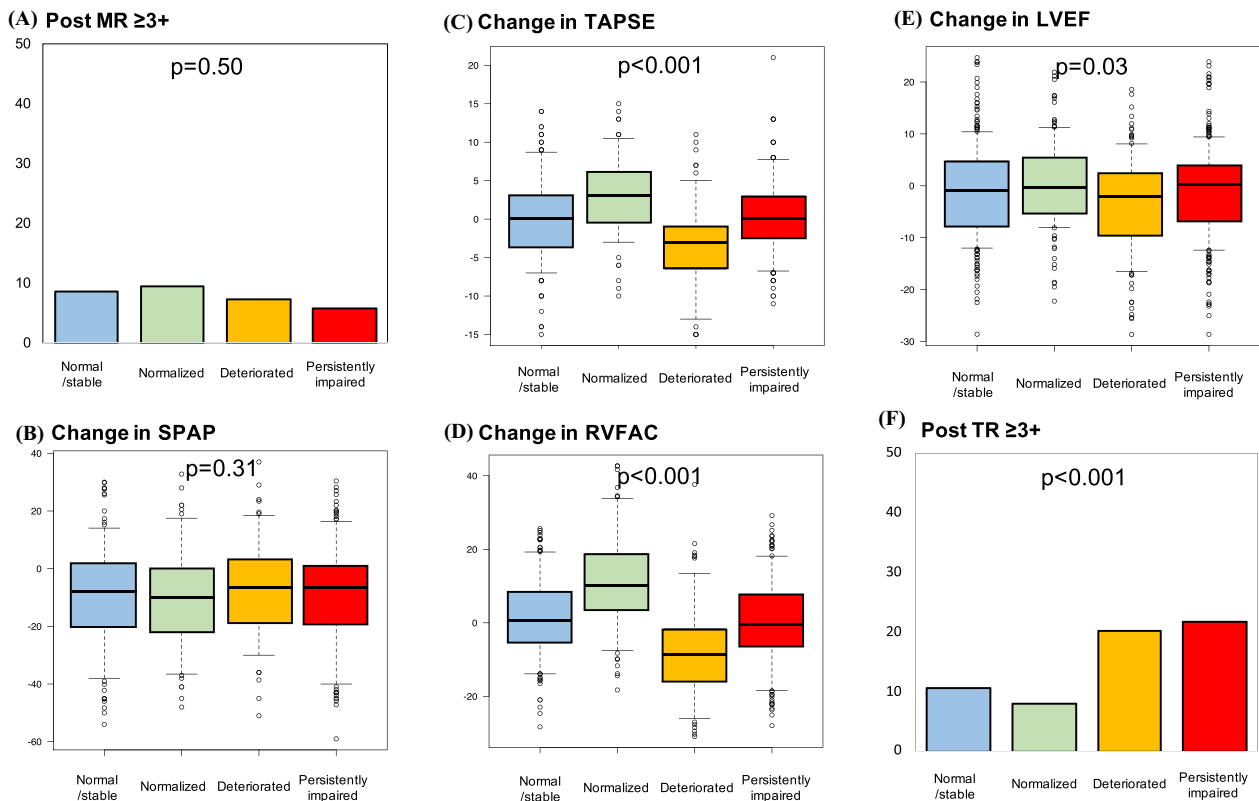 (A) Post MR ≥3+
p=0.50
50
40
30
20
10
0
Normal
/stable
Normalized
Deteriorated
Persistently
impaired
(C) Change in TAPSE
p<0.001
20
15
10
5
0
-5
-10
-15
Normal
/stable
Normalized
Deteriorated
Persistently
impaired
(E) Change in LVEF
p=0.03
20
10
0
-10
-20
-30
Normal
/stable
Normalized
Deteriorated
Persistently
impaired
(B) Change in SPAP
p=0.31
40
20
0
-20
-40
-60
Normal
/stable
Normalized
Deteriorated
Persistently
impaired
(D) Change in RVFAC
p<0.001
40
20
0
-20
Normal
/stable
Normalized
Deteriorated
Persistently
impaired
(F) Post TR ≥3+
p<0.001
50
40
30
20
10
0
Normal
/stable
Normalized
Deteriorated
Persistently
impaired